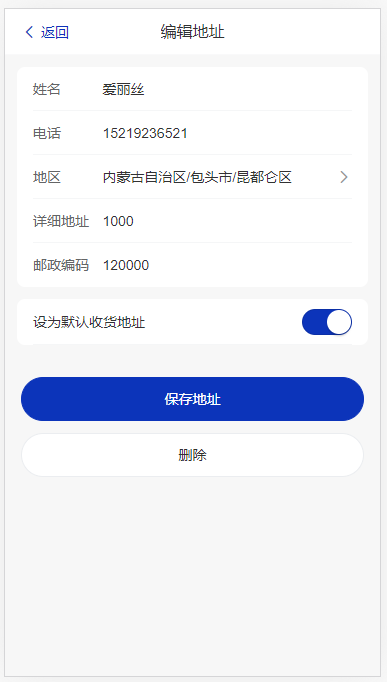 返回 编辑地址
姓名 爱丽丝
电话 15219236521
地区 内蒙古自治区/包头市/昆都仑区
详细地址 1000
邮政编码 120000
设为默认收货地址
保存地址
删除